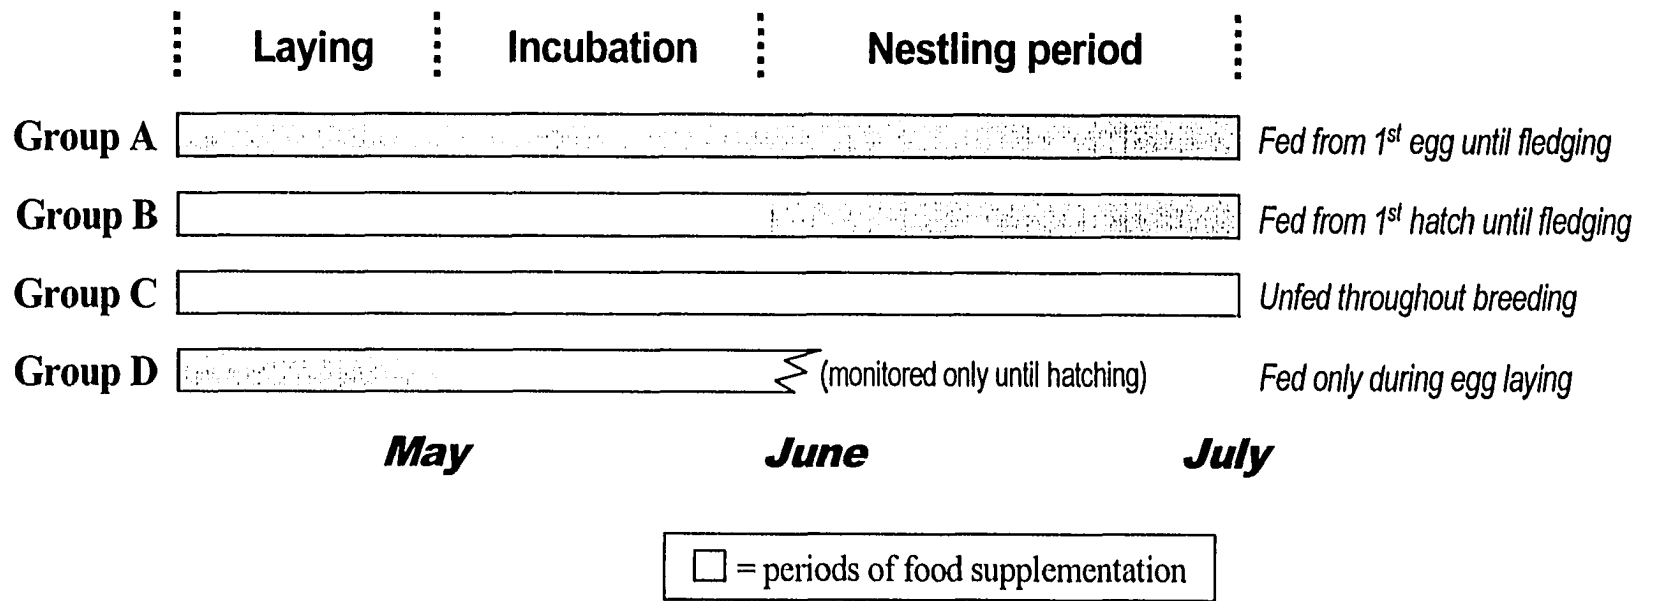 Laying Incubation Nestling period
Group A Fed from 1st egg until fledging
Group B Fed from 1st hatch until fledging
Group C Unfed throughout breeding
Group D (monitored only until hatching) Fed only during egg laying
May June July
= periods of food supplementation